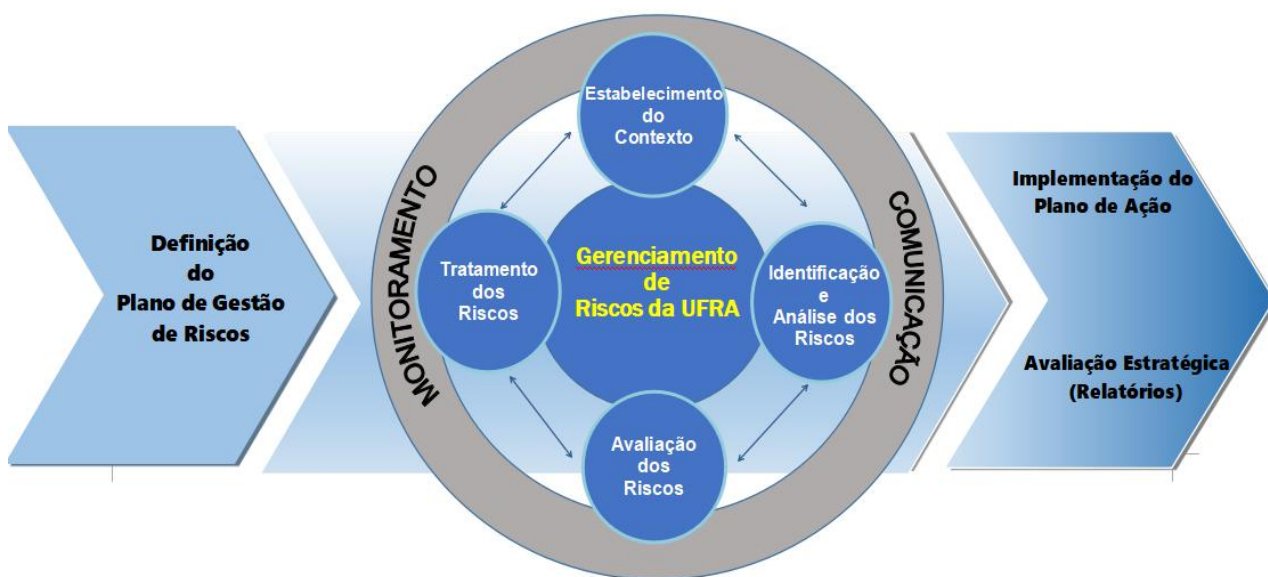 Definição
do
Plano de Gestão
de Riscos
MONITORAMENTO
Estabelecimento
do
Contexto
Tratamento
dos
Riscos
Gerenciamento
de
Riscos da UFRA
Identificação
e
Análise dos
Riscos
Avaliação
dos
Riscos
COMUNICAÇÃO
Implementação do
Plano de Ação
Avaliação Estratégica
(Relatórios)